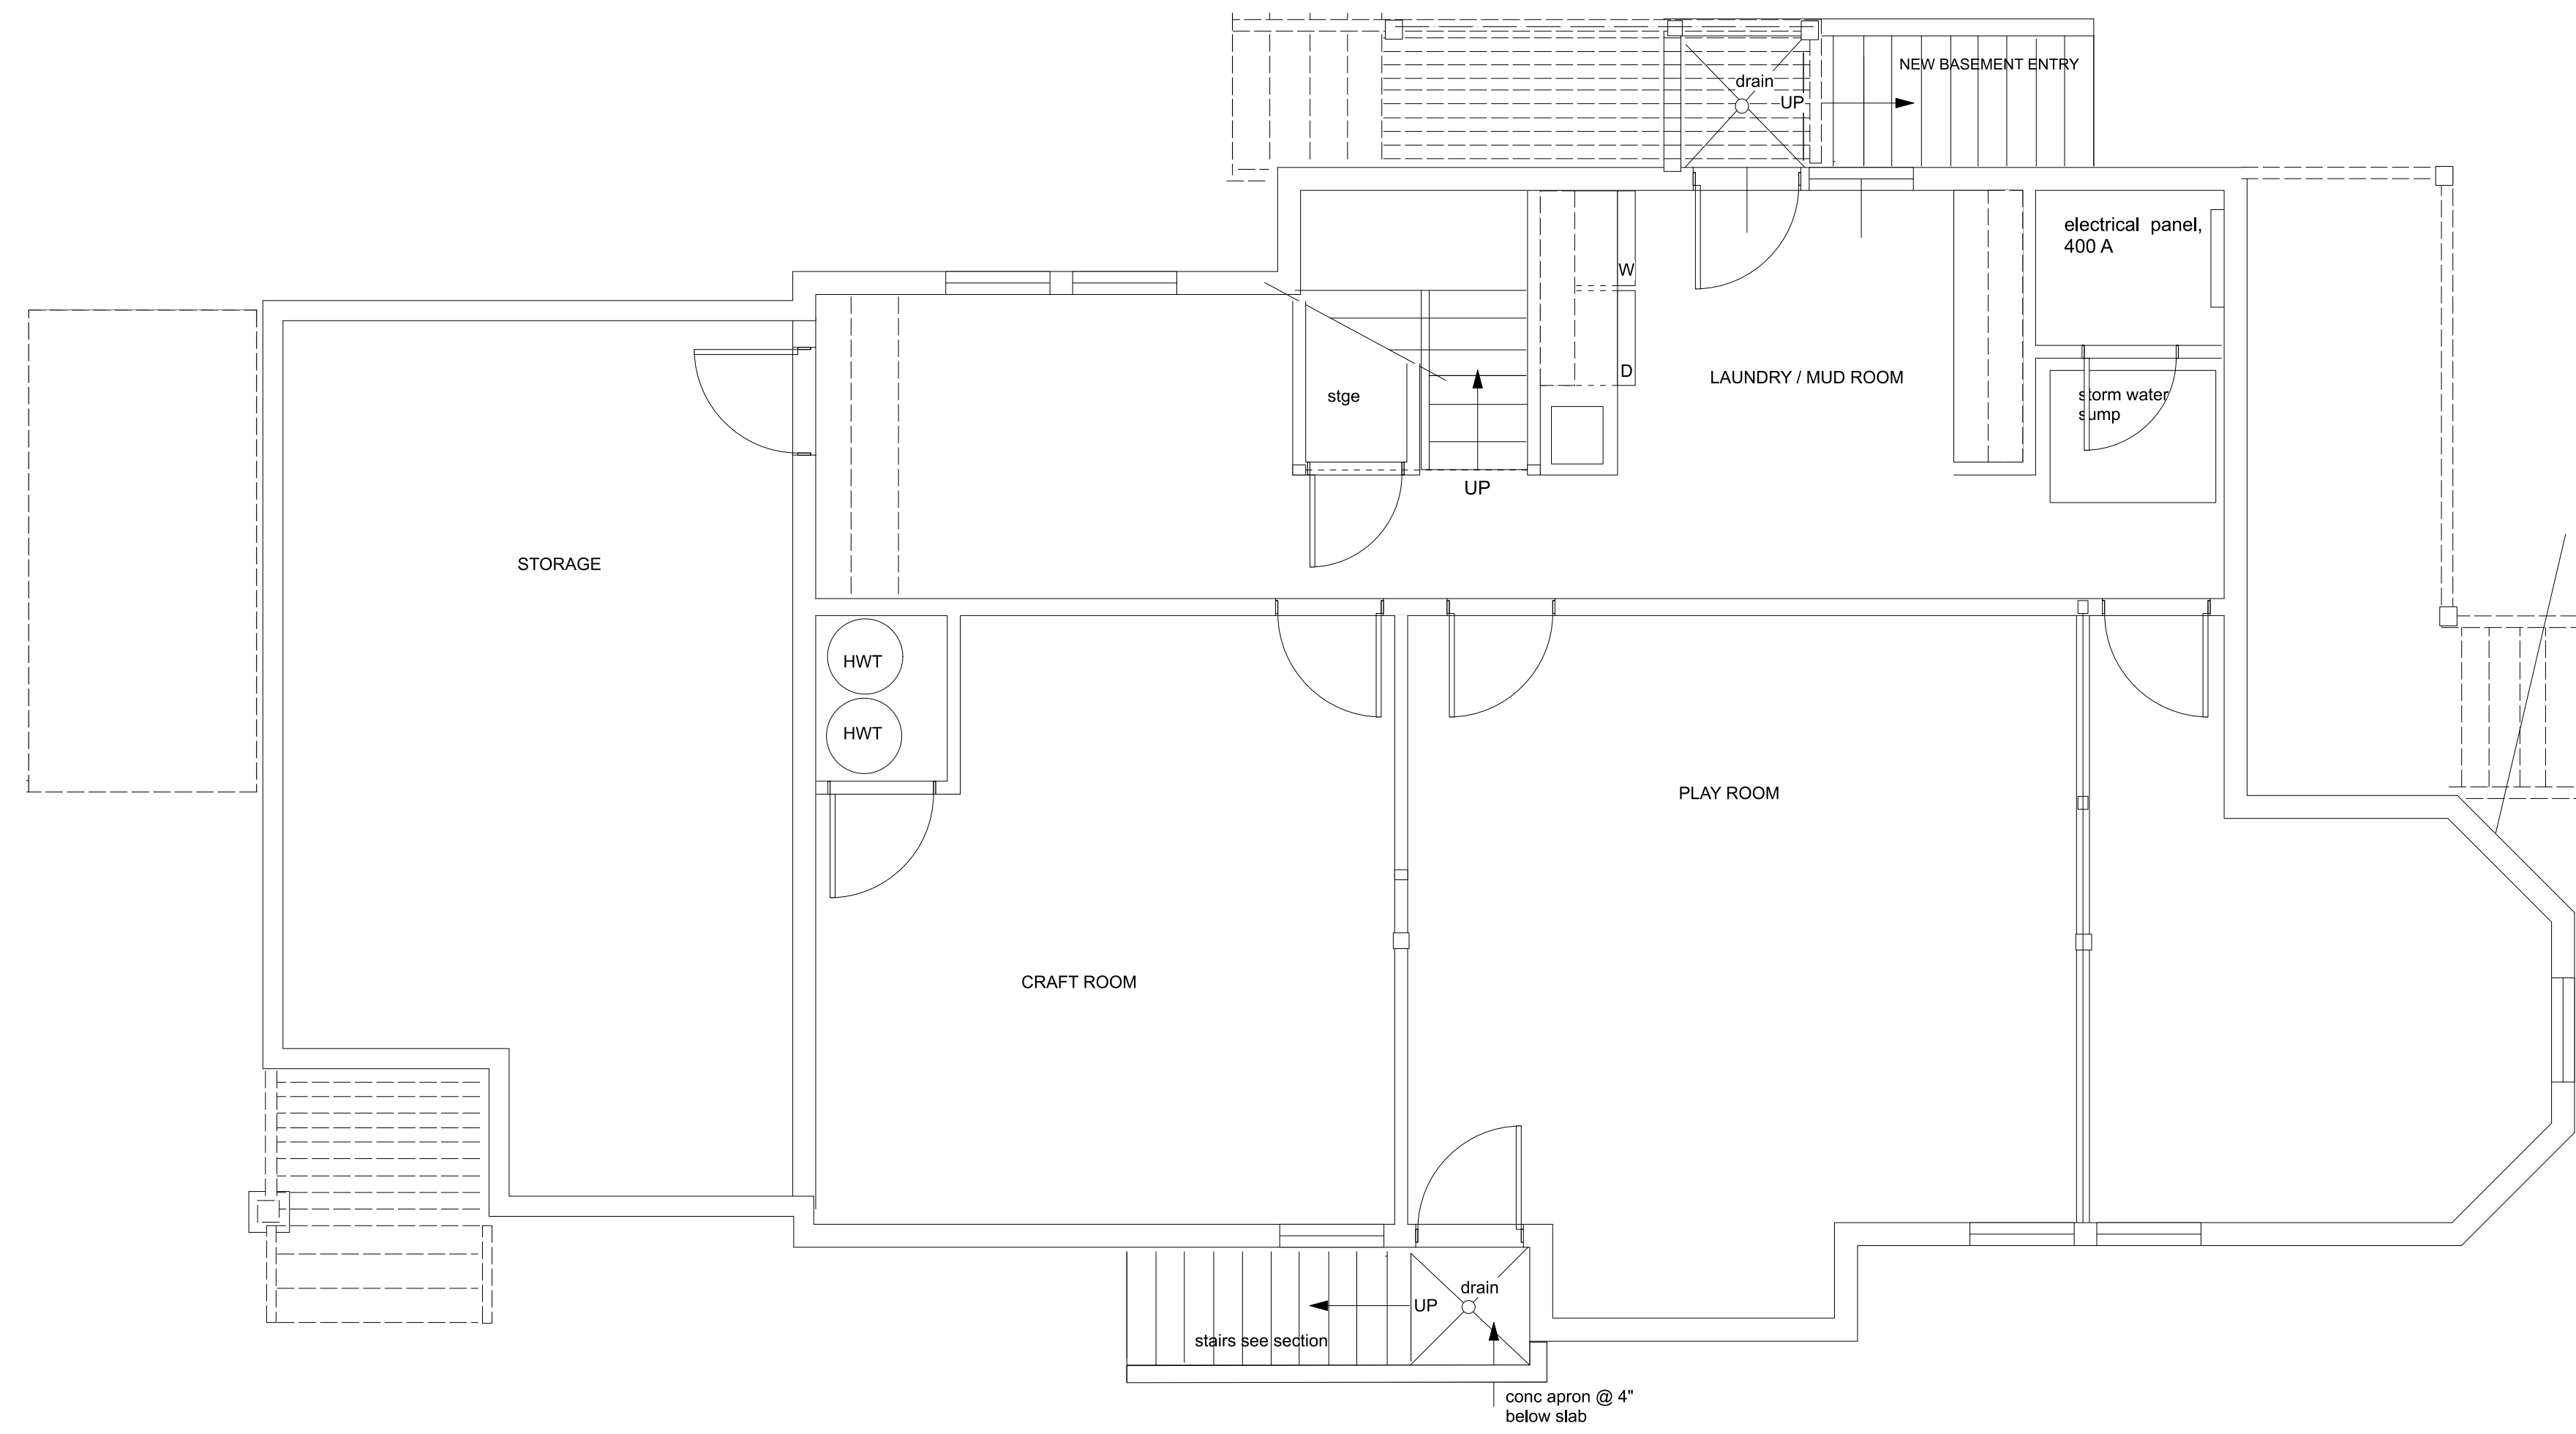 NEW BASEMENT ENTRY
drain
UP
electrical panel,
400 A
W
D
LAUNDRY / MUD ROOM
stge
storm water
sump
UP
STORAGE
HWT
HWT
PLAY ROOM
CRAFT ROOM
drain
UP
stairs see section
conc apron @ 4"
below slab